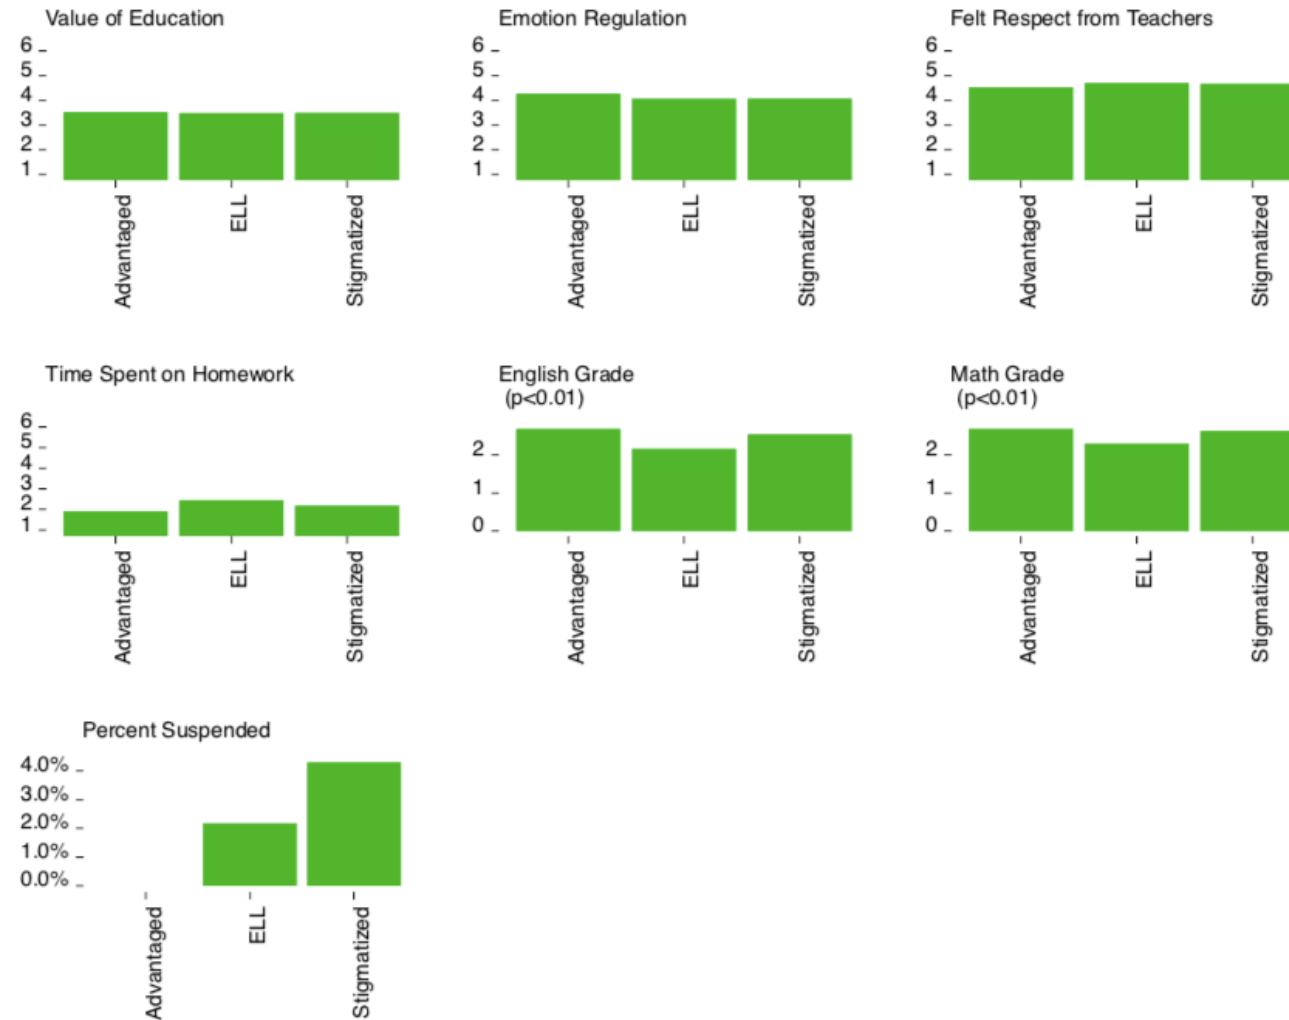 Value of Education
6
5
4
3
2
1
Advantaged
ELL
Stigmatized
Emotion Regulation
6
5
4
3
2
1
Advantaged
ELL
Stigmatized
Felt Respect from Teachers
6
5
4
3
2
1
Advantaged
ELL
Stigmatized
Time Spent on Homework
6
5
4
3
2
1
Advantaged
ELL
Stigmatized
English Grade
(p<0.01)
2
1
0
Advantaged
ELL
Stigmatized
Math Grade
(p<0.01)
2
1
0
Advantaged
ELL
Stigmatized
Percent Suspended
4.0%
3.0%
2.0%
1.0%
0.0%
Advantaged
ELL
Stigmatized